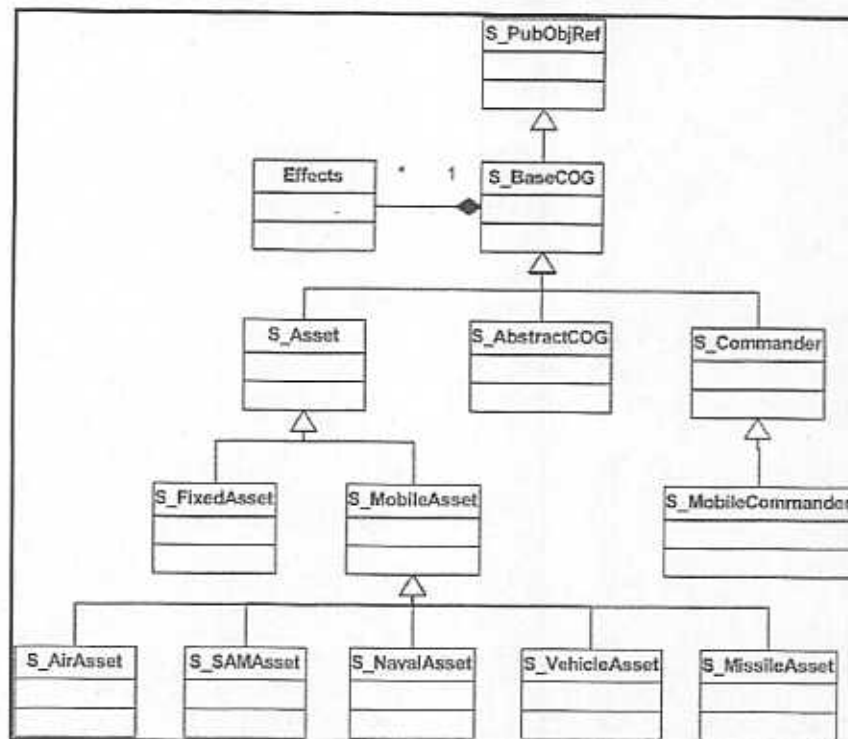 S_PubObjRef
Effects
* 1
S_BaseCOG
S_Asset
S_AbstractCOG
S_Commander
S_FixedAsset
S_MobileAsset
S_MobileCommander
S_AirAsset
S_SAMAsset
S_NavalAsset
S_VehicleAsset
S_MissileAsset